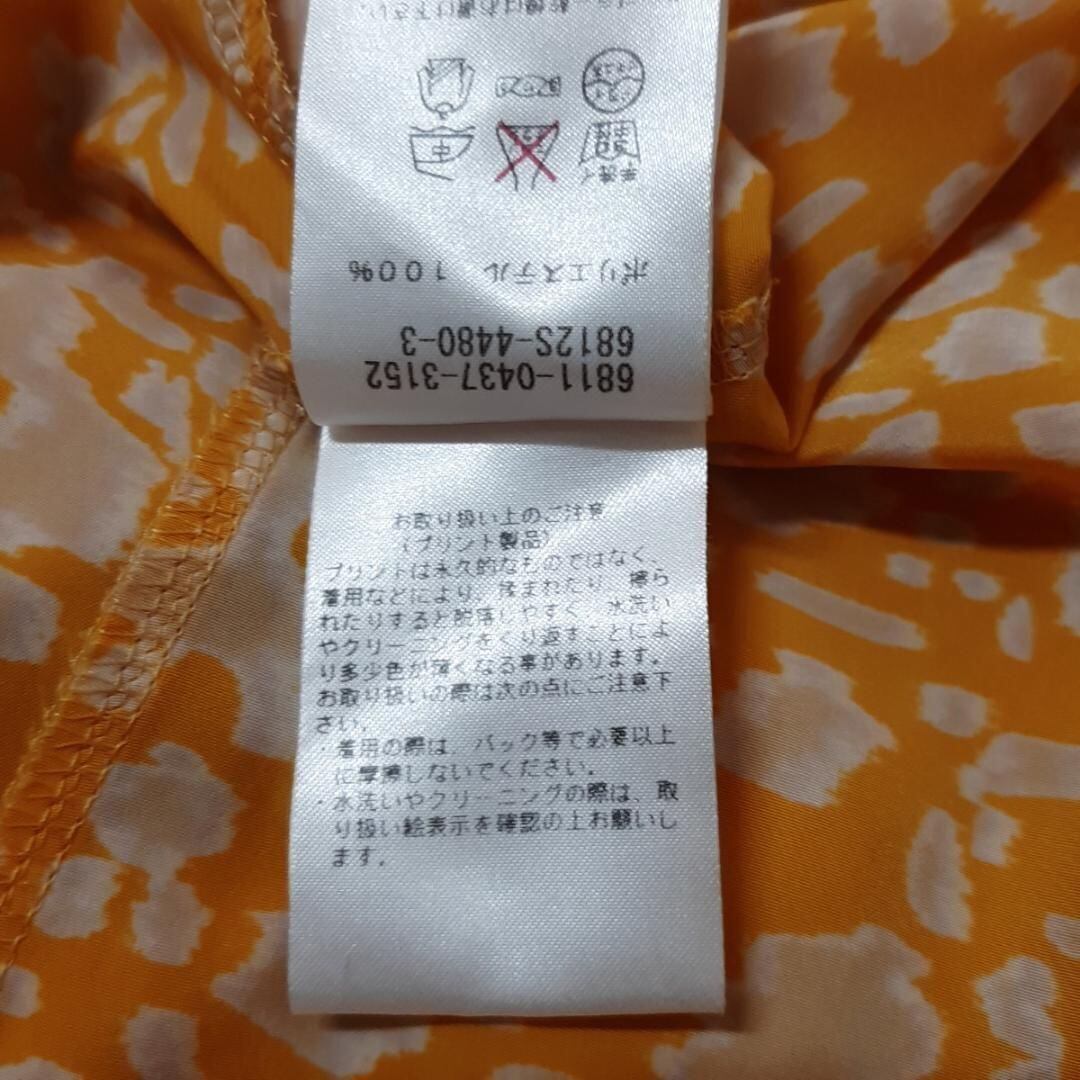 6811-0437-3152
6812S-4480-3
ポリエステル 100%
手洗イ
中
お取り扱い上のご注意
(プリント製品)
プリントは永久的なものではなく、
着用などにより、揉まれたり、擦ら
れたりすると脱落しやすく、水洗い
やクリーニングをくり返すことによ
り多少色が薄くなる事があります。
お取り扱いの際は次の点にご注意下
さい。
・着用の際は、バック等で必要以上
に摩擦しないでください。
・水洗いやクリーニングの際は、取
り扱い絵表示を確認の上お願いし
ます。